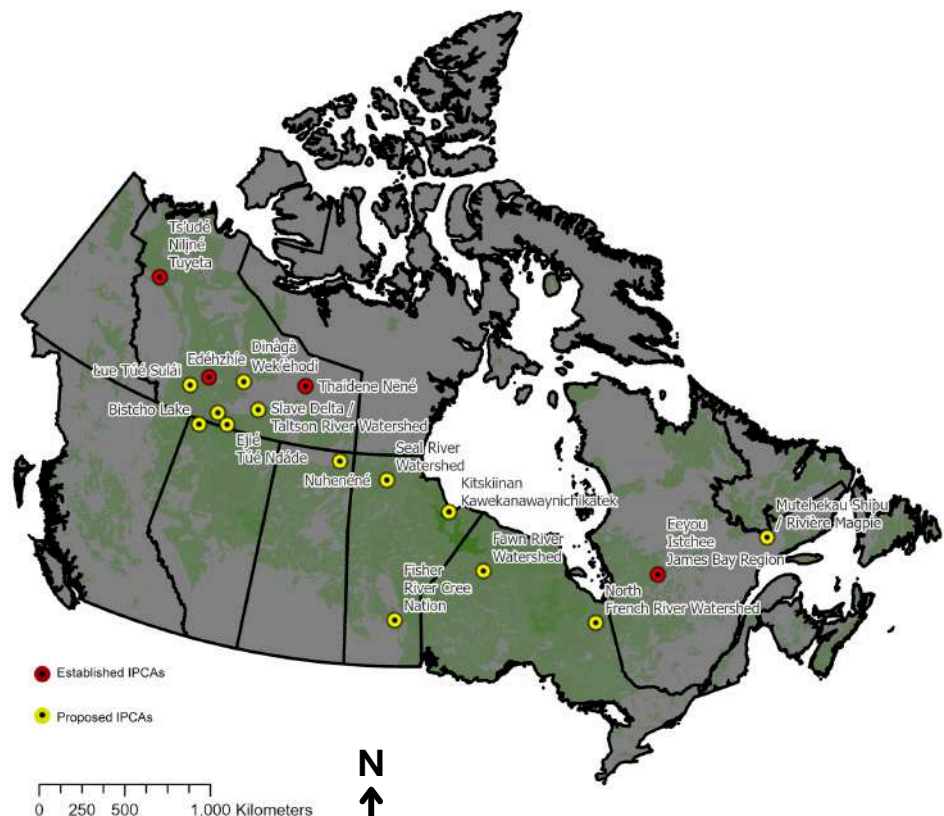 Ts'udé
Nilįné
Tuyeta
Dinàgà
Wek'èhodì
Edéhzhíe
Łue Túé Sųlái
Thaidene Nëné
Bistcho Lake
Slave Delta /
Taltson River Watershed
Ejié
Túé Ndáde
Seal River
Watershed
Nuhenéné
Kitskiinan
Kawekanawaynichikatek
Mutehekau Shipu
/ Rivière Magpie
Eeyou
Istchee
James Bay Region
Fawn River
Watershed
Fisher
River Cree
Nation
North
French River Watershed
Established IPCAs
Proposed IPCAs
N
0 250 500 1,000 Kilometers